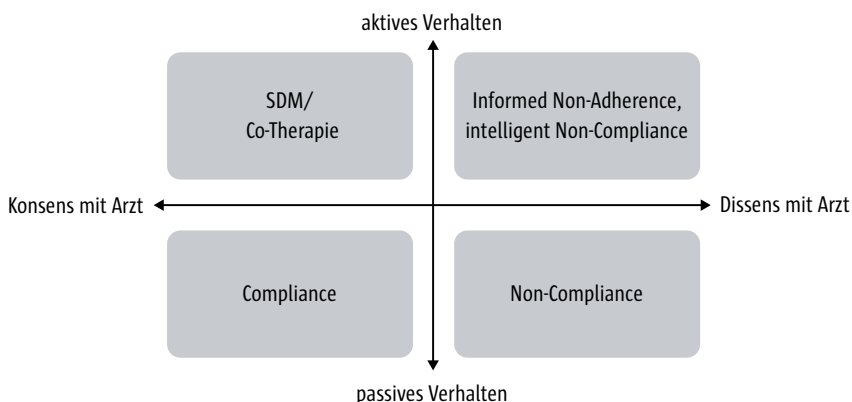 aktives Verhalten
SDM/
Co-Therapie
Informed Non-Adherence,
intelligent Non-Compliance
Konsens mit Arzt
Dissens mit Arzt
Compliance
Non-Compliance
passives Verhalten